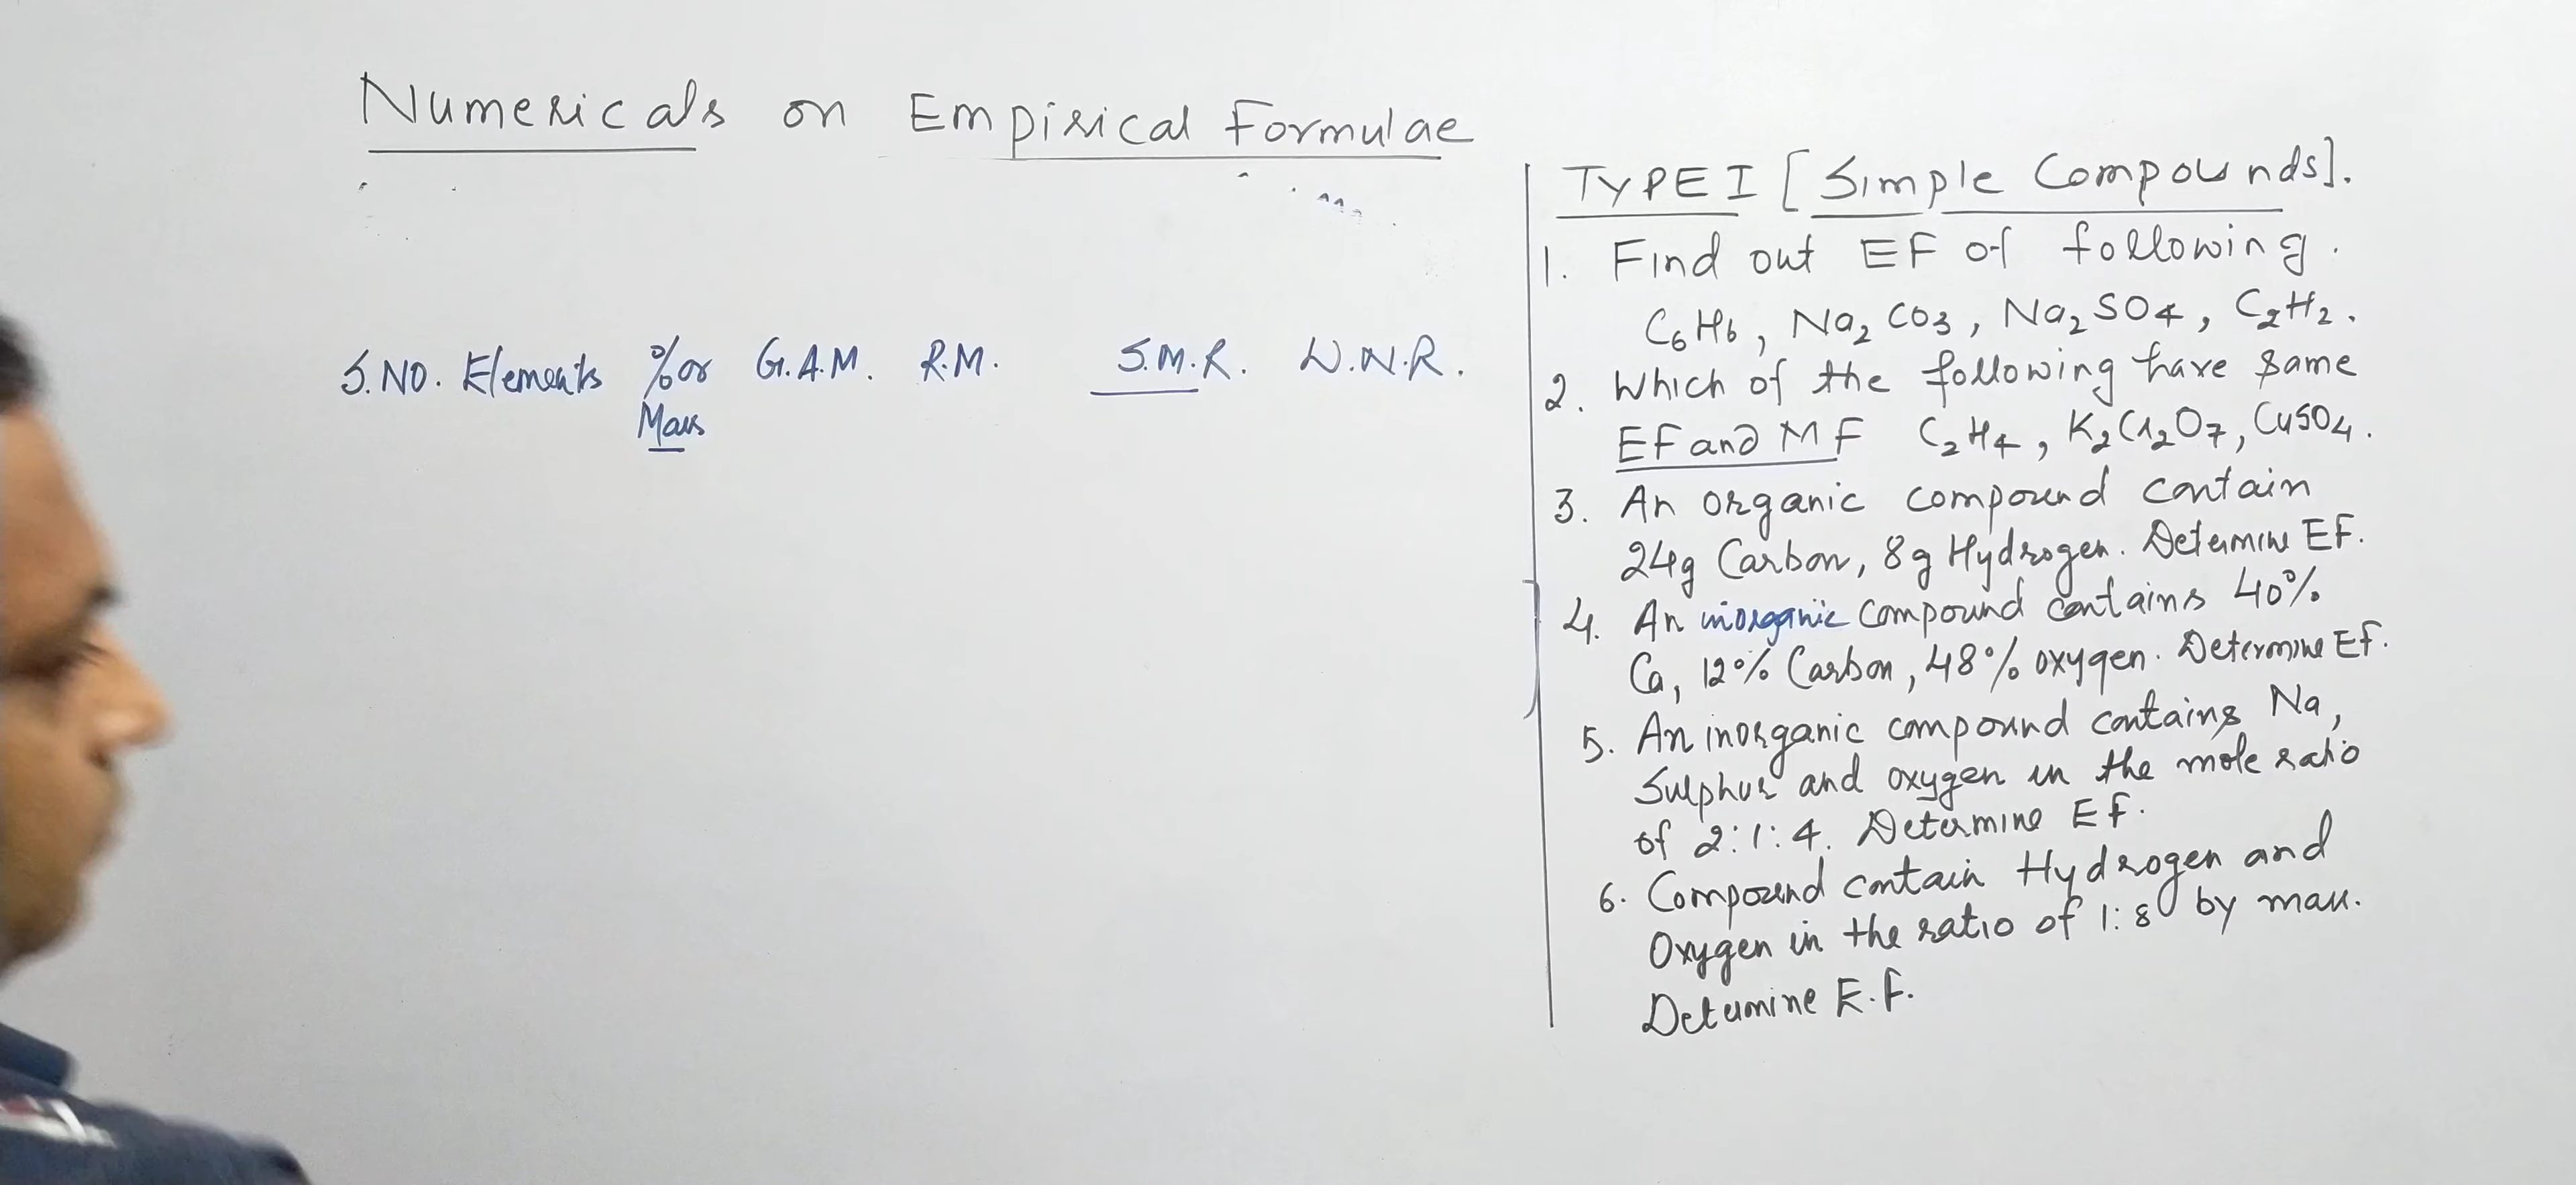 Numericals on Empirical Formulae
S.NO. Elements % or G.A.M. R.M. S.M.R. W.N.R.
Mass
TYPE I [Simple Compounds].
1. Find out EF of following.
C6H6, Na2CO3, Na2SO4, C2H2.
2. Which of the following have same
EF and MF C2H4, K2Cr2O7, CuSO4.
3. An organic compound contain
24g Carbon, 8g Hydrogen. Determine EF.
4. An inorganic Compound contains 40%
Ca, 12% Carbon, 48% oxygen. Determine EF.
5. An inorganic compound contains Na,
Sulphur and oxygen in the mole ratio
of 2:1:4. Determine EF.
6. Compound contain Hydrogen and
Oxygen in the ratio of 1:8 by mass.
Determine E.F.